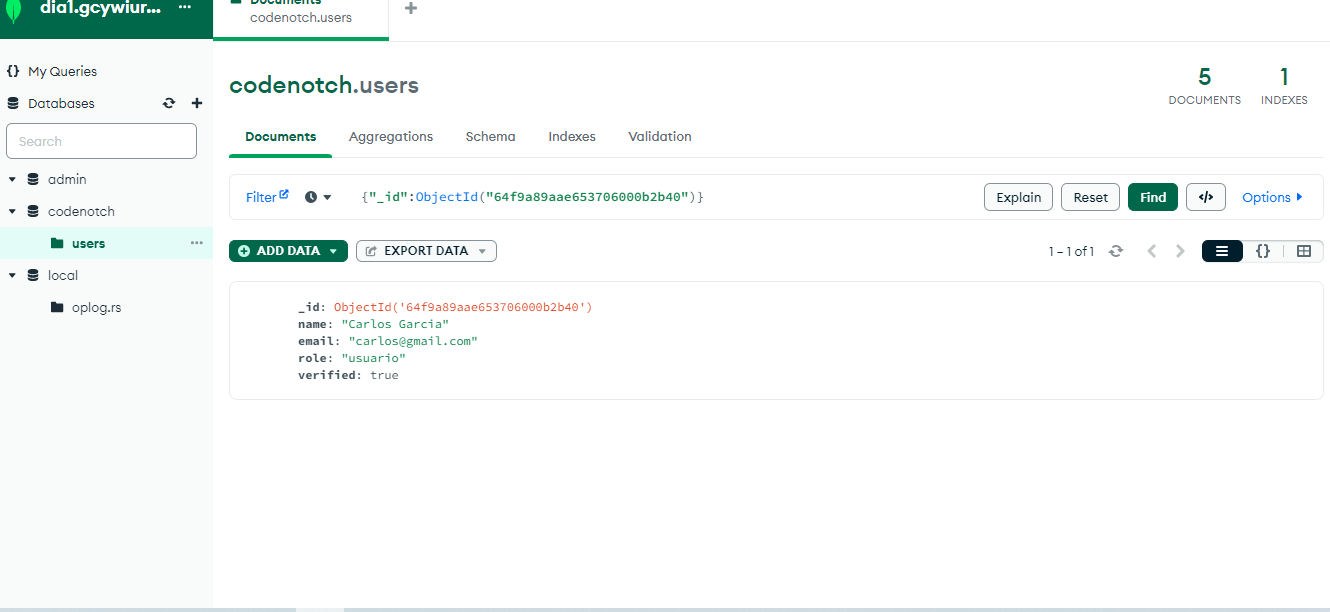 dia1.gcywiur... ...
Documents
codenotch.users
{} My Queries
Databases
Search
admin
codenotch
users
local
oplog.rs
codenotch.users
5
DOCUMENTS
1
INDEXES
Documents Aggregations Schema Indexes Validation
Filter {"_id":ObjectId("64f9a89aae653706000b2b40")} Explain Reset Find </> Options
ADD DATA EXPORT DATA 1 – 1 of 1 {}
_id: ObjectId('64f9a89aae653706000b2b40')
name: "Carlos Garcia"
email: "carlos@gmail.com"
role: "usuario"
verified: true